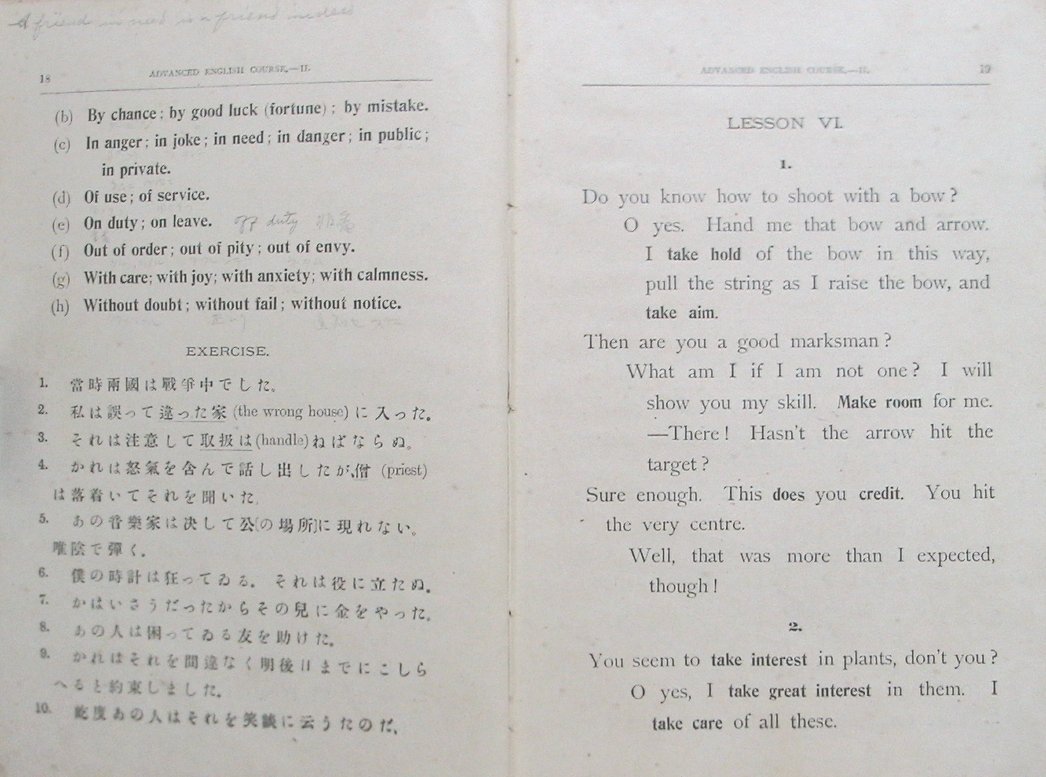 A friend in need is a friend indeed
18 ADVANCED ENGLISH COURSE.—II.
(b) By chance; by good luck (fortune); by mistake.
(c) In anger; in joke; in need; in danger; in public;
in private.
(d) Of use; of service.
(e) On duty; on leave. off duty 非番
(f) Out of order; out of pity; out of envy.
(g) With care; with joy; with anxiety; with calmness.
(h) Without doubt; without fail; without notice.
EXERCISE.
1. 當時兩國は戰爭中でした。
2. 私は誤って違った家 (the wrong house) に入った。
3. それは注意して取扱は(handle)ねばならぬ。
4. かれは怒氣を含んで話し出したが、僧 (priest)
は落着いてそれを聞いた。
5. あの音樂家は决して公(の場所)に現れない。
唯陰で彈く。
6. 僕の時計は狂ってゐる。それは役に立たぬ。
7. かはいさうだったからその兒に金をやった。
8. あの人は困ってゐる友を助けた。
9. かれはそれを間違なく明後日までにこしら
へると約束しました。
10. 屹度あの人はそれを笑談に云うたのだ。
ADVANCED ENGLISH COURSE.—II. 19
LESSON VI.
1.
Do you know how to shoot with a bow?
O yes. Hand me that bow and arrow.
I take hold of the bow in this way,
pull the string as I raise the bow, and
take aim.
Then are you a good marksman?
What am I if I am not one? I will
show you my skill. Make room for me.
—There! Hasn't the arrow hit the
target?
Sure enough. This does you credit. You hit
the very centre.
Well, that was more than I expected,
though!
2.
You seem to take interest in plants, don't you?
O yes, I take great interest in them. I
take care of all these.